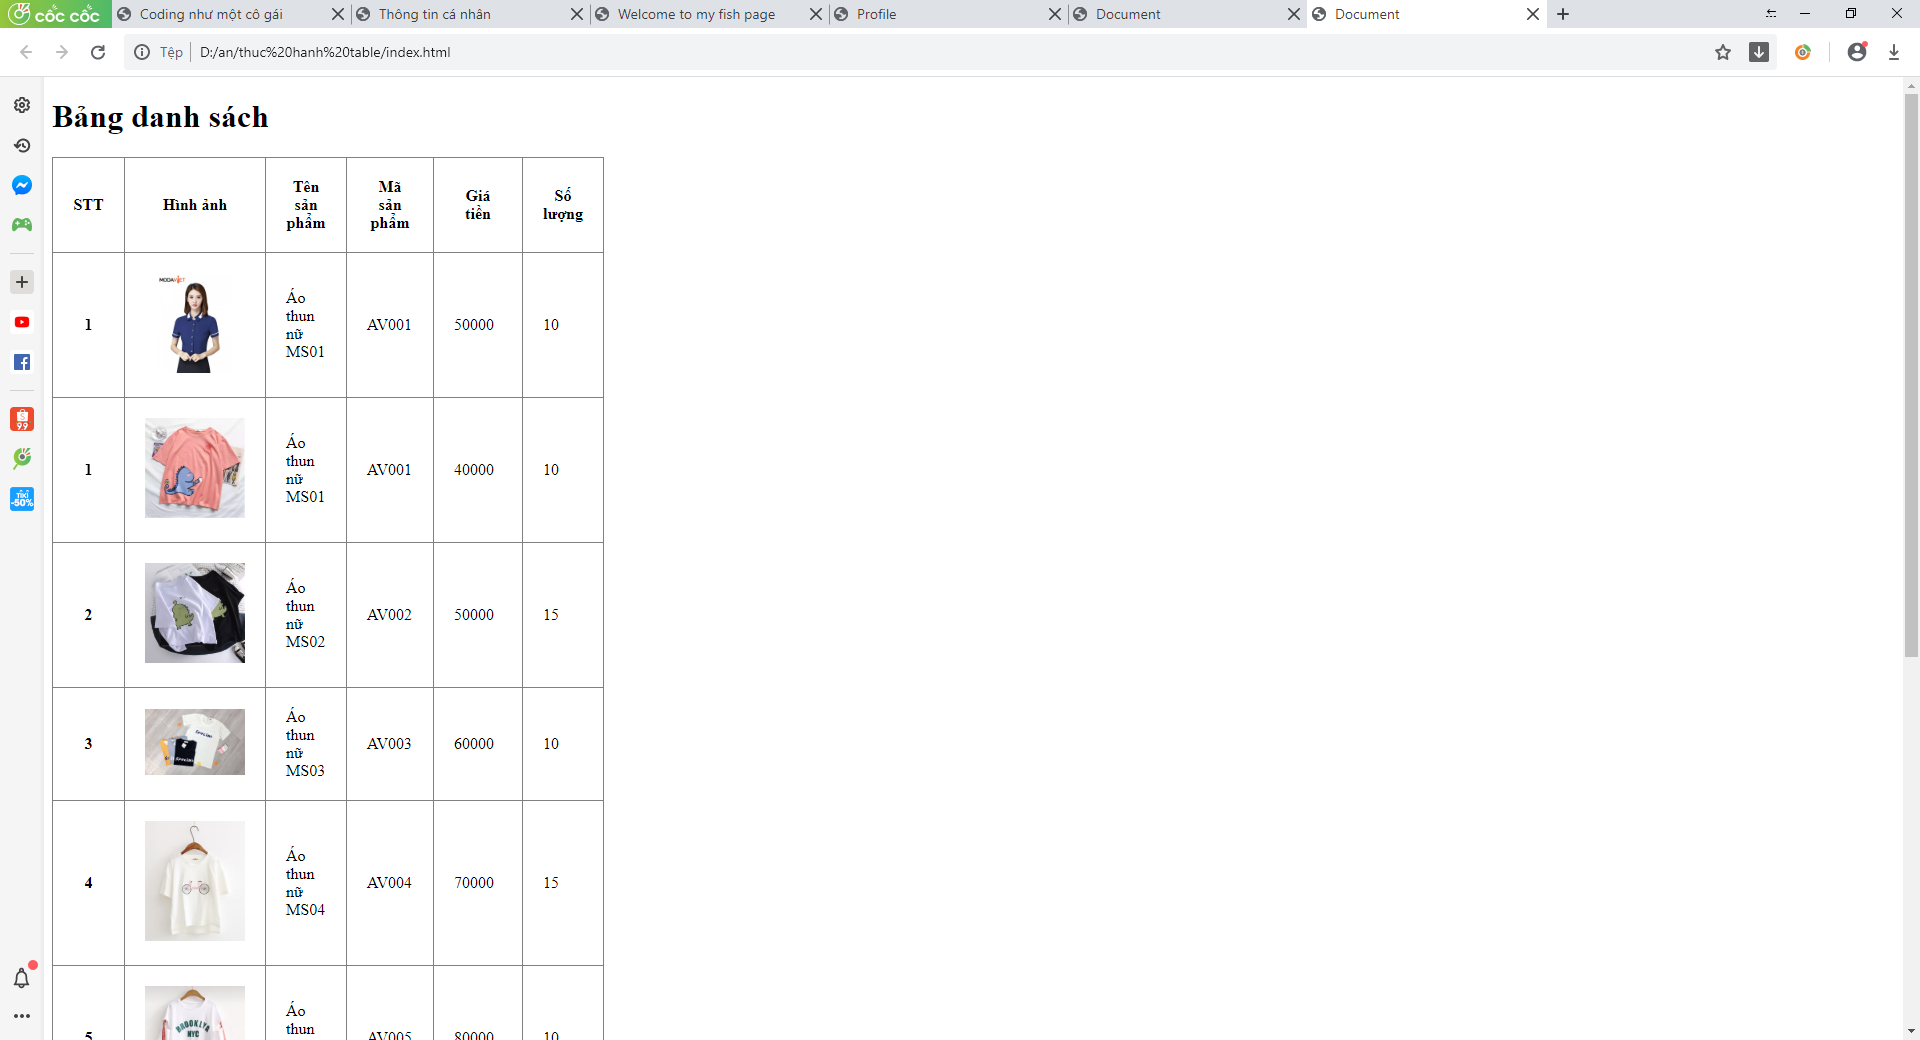 cốc cốc
Coding như một cô gái
Thông tin cá nhân
Welcome to my fish page
Profile
Document
Document
Tệp
D:/an/thuc%20hanh%20table/index.html
Bảng danh sách
STT
Hình ảnh
Tên
sản
phẩm
Mã
sản
phẩm
Giá
tiền
Số
lượng
1
MODAVIET
Áo
thun
nữ
MS01
AV001
50000
10
1
Áo
thun
nữ
MS01
AV001
40000
10
2
Áo
thun
nữ
MS02
AV002
50000
15
3
Áo
thun
nữ
MS03
AV003
60000
10
4
Áo
thun
nữ
MS04
AV004
70000
15
5
BROOKLYN
NYC
Áo
thun
AV005
80000
10
S
9.9
TIKI
-50%